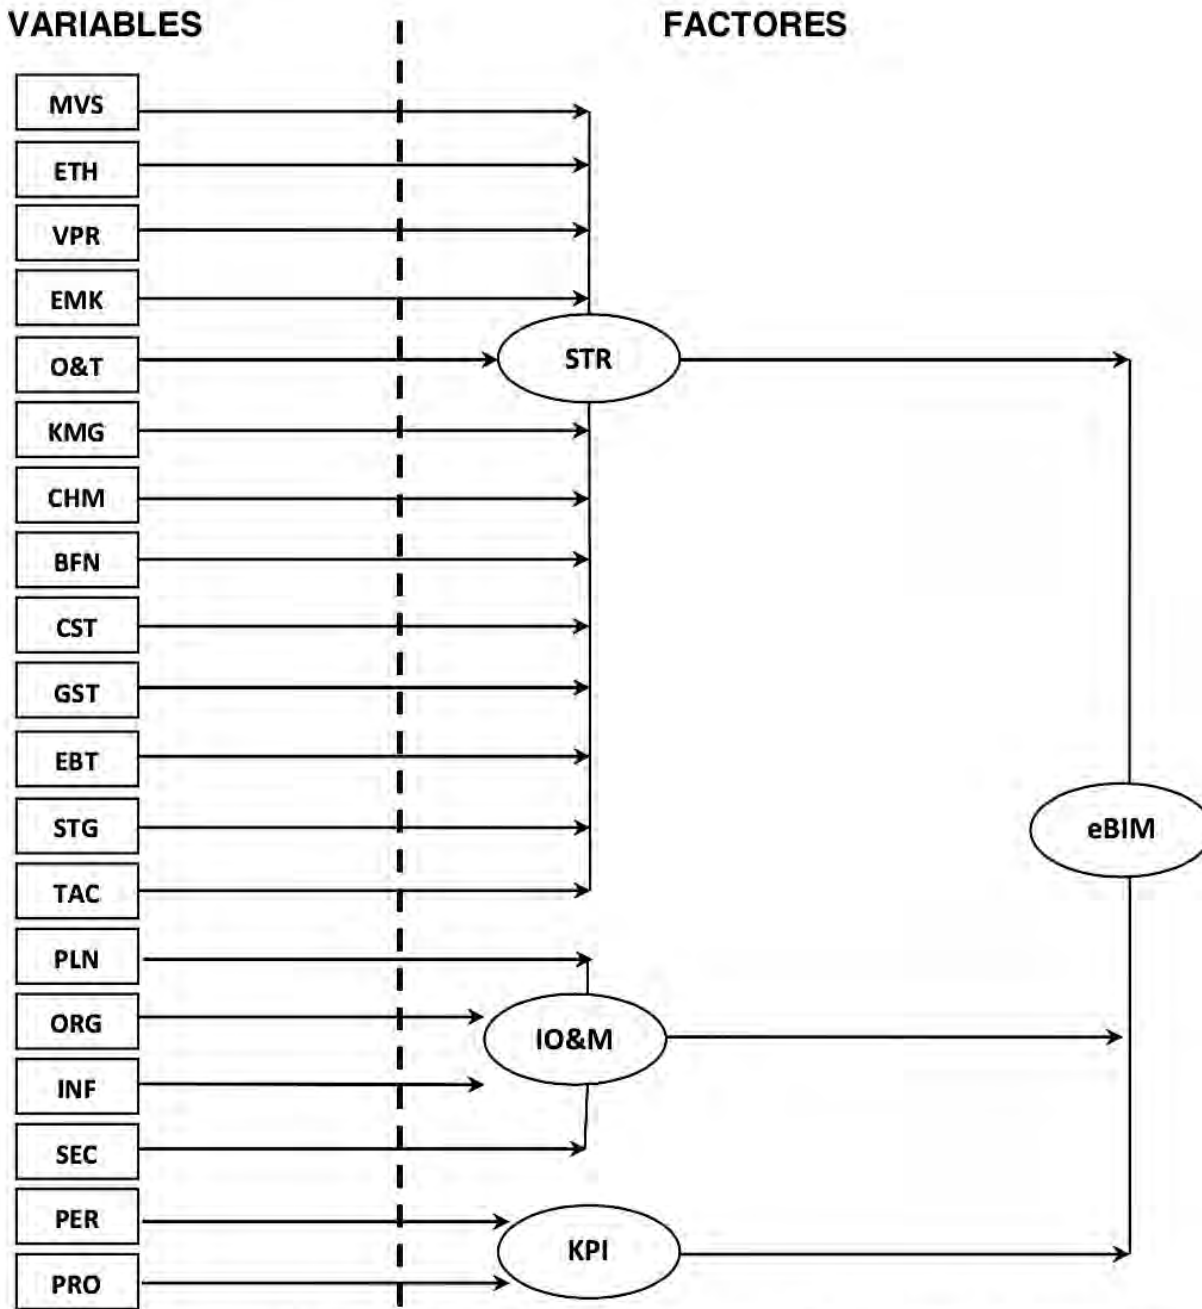 VARIABLES FACTORES
MVS
ETH
VPR
EMK
O&T
STR
KMG
CHM
BFN
CST
GST
EBT
STG
eBIM
TAC
PLN
ORG
IO&M
INF
SEC
PER
KPI
PRO